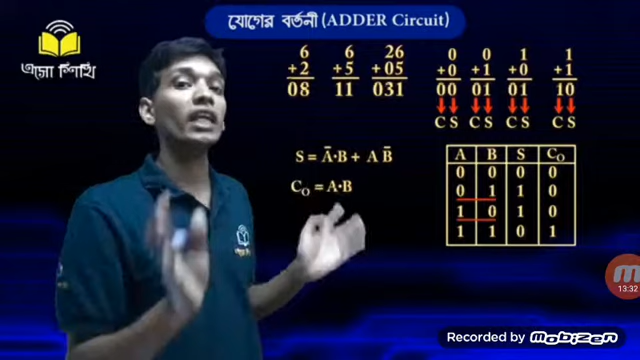 যোগের বর্তনী (ADDER Circuit)
এসো শিখি
6 6 26 0 0 1 1
+2 +5 +05 +0 +1 +0 +1
08 11 031 00 01 01 10
C S C S C S C S
S = Ā·B + A B̄
C₀ = A·B
A B S C₀
0 0 0 0
0 1 1 0
1 0 1 0
1 1 0 1
13:32
Recorded by mobizen